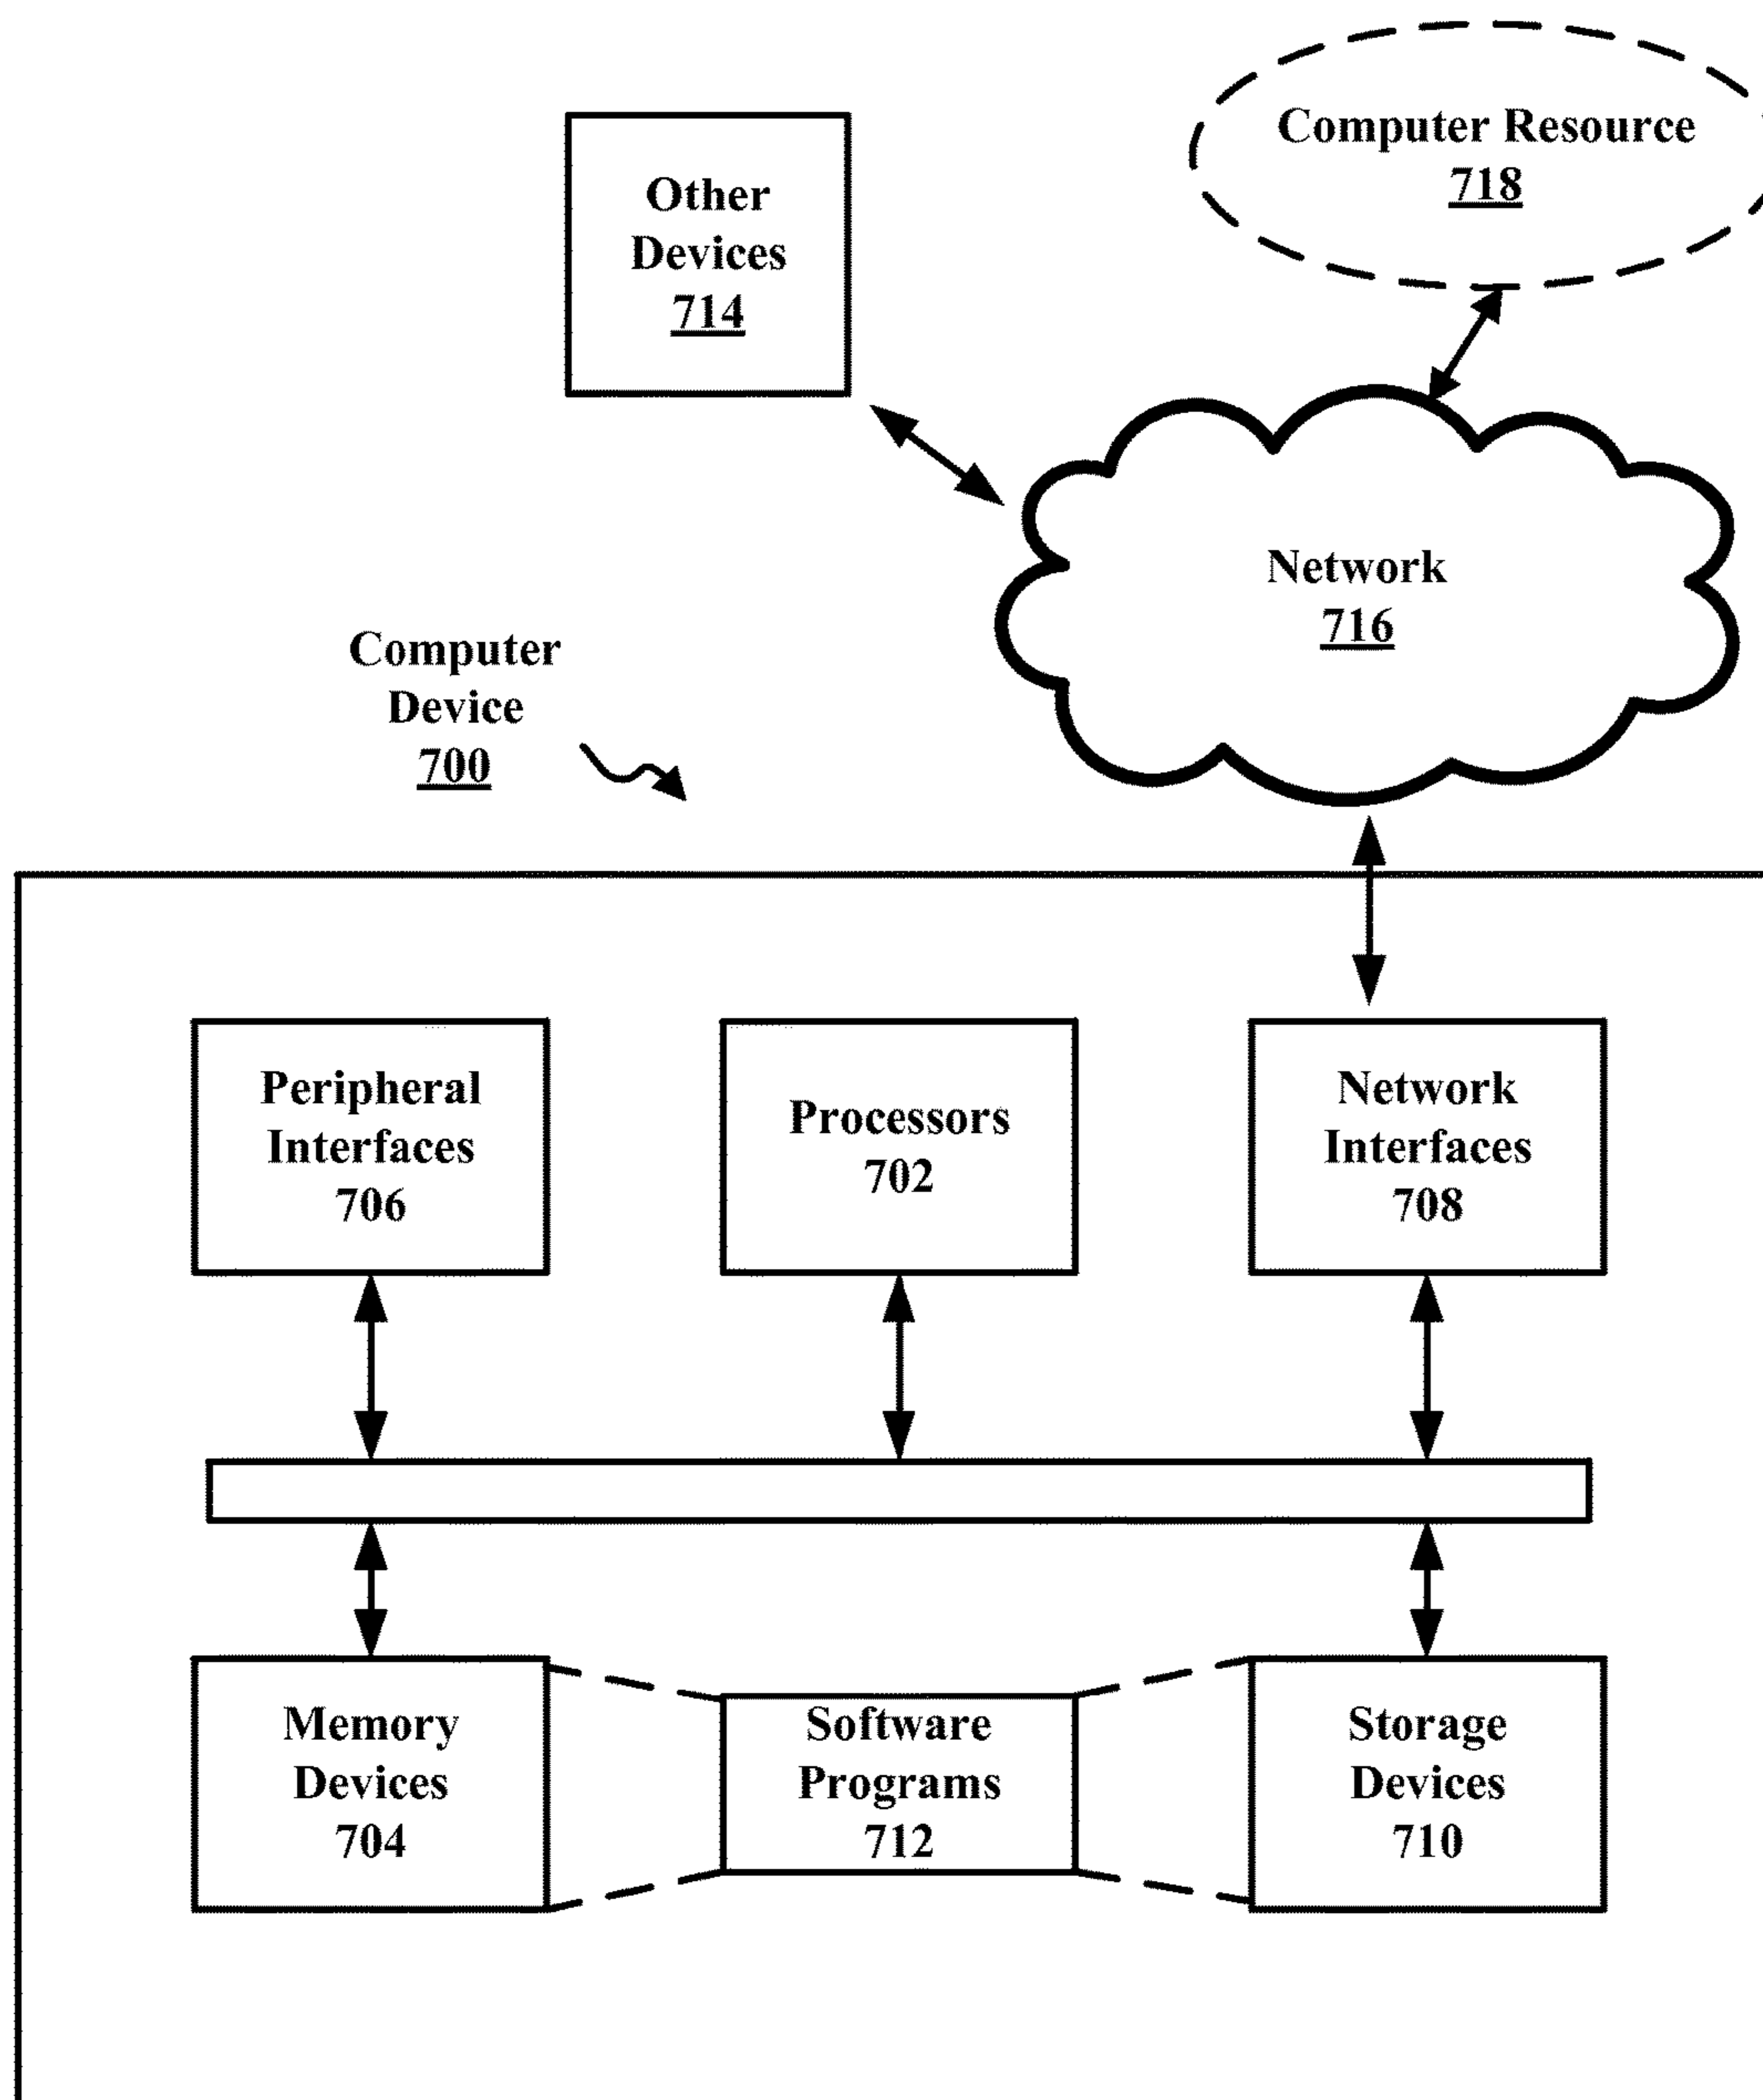 Computer Resource
718
Other
Devices
714
Network
716
Computer
Device
700
Peripheral
Interfaces
706
Processors
702
Network
Interfaces
708
Memory
Devices
704
Software
Programs
712
Storage
Devices
710